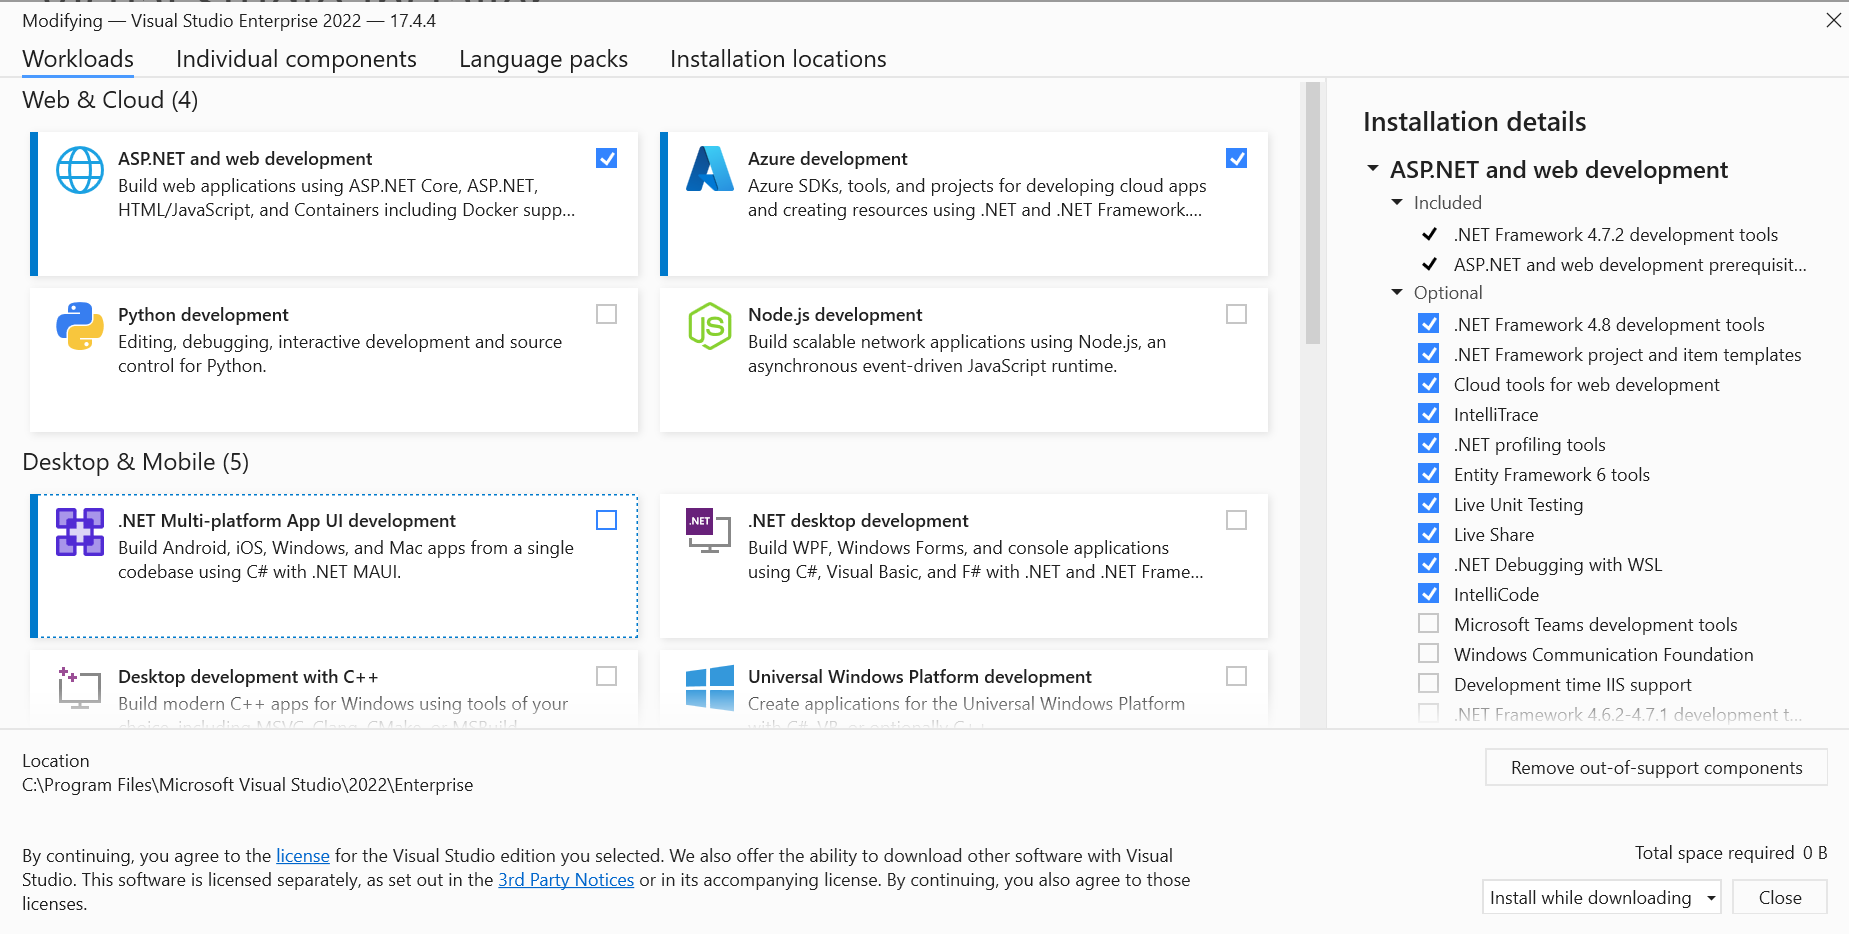 Modifying — Visual Studio Enterprise 2022 — 17.4.4
Workloads Individual components Language packs Installation locations
Web & Cloud (4)
ASP.NET and web development
Build web applications using ASP.NET Core, ASP.NET,
HTML/JavaScript, and Containers including Docker supp...
Azure development
Azure SDKs, tools, and projects for developing cloud apps
and creating resources using .NET and .NET Framework....
Python development
Editing, debugging, interactive development and source
control for Python.
JS
Node.js development
Build scalable network applications using Node.js, an
asynchronous event-driven JavaScript runtime.
Desktop & Mobile (5)
.NET Multi-platform App UI development
Build Android, iOS, Windows, and Mac apps from a single
codebase using C# with .NET MAUI.
.NET
.NET desktop development
Build WPF, Windows Forms, and console applications
using C#, Visual Basic, and F# with .NET and .NET Frame...
Desktop development with C++
Build modern C++ apps for Windows using tools of your
choice, including MSVC, Clang, CMake, or MSBuild.
Universal Windows Platform development
Create applications for the Universal Windows Platform
with C#, VB, or optionally C++.
Installation details
ASP.NET and web development
Included
.NET Framework 4.7.2 development tools
ASP.NET and web development prerequisit...
Optional
.NET Framework 4.8 development tools
.NET Framework project and item templates
Cloud tools for web development
IntelliTrace
.NET profiling tools
Entity Framework 6 tools
Live Unit Testing
Live Share
.NET Debugging with WSL
IntelliCode
Microsoft Teams development tools
Windows Communication Foundation
Development time IIS support
.NET Framework 4.6.2-4.7.1 development t...
Location
C:\Program Files\Microsoft Visual Studio\2022\Enterprise
Remove out-of-support components
By continuing, you agree to the license for the Visual Studio edition you selected. We also offer the ability to download other software with Visual
Studio. This software is licensed separately, as set out in the 3rd Party Notices or in its accompanying license. By continuing, you also agree to those
licenses.
Total space required 0 B
Install while downloading
Close